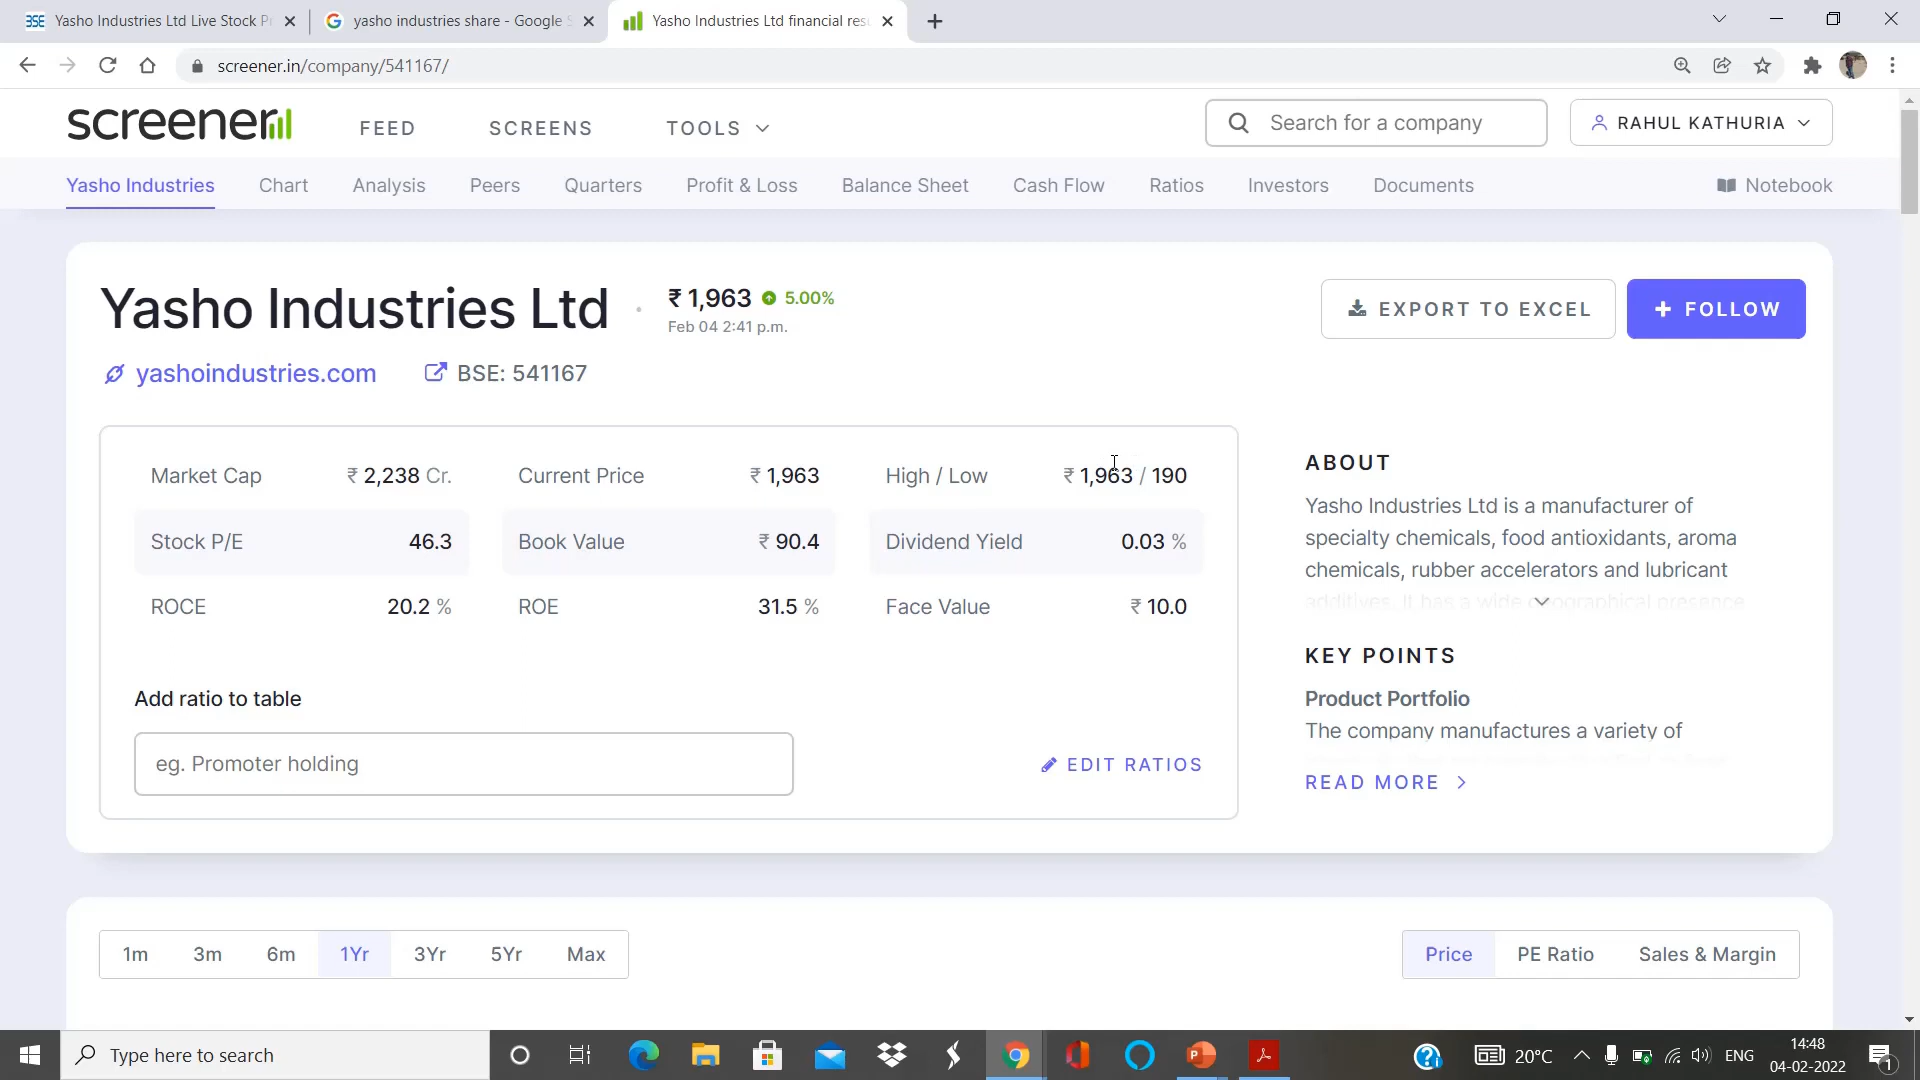 Yasho Industries Ltd Live Stock P
yasho industries share - Google S
Yasho Industries Ltd financial res
screener.in/company/541167/
screener
FEED
SCREENS
TOOLS
Search for a company
RAHUL KATHURIA
Yasho Industries
Chart
Analysis
Peers
Quarters
Profit & Loss
Balance Sheet
Cash Flow
Ratios
Investors
Documents
Notebook
Yasho Industries Ltd
₹ 1,963 5.00%
Feb 04 2:41 p.m.
EXPORT TO EXCEL
+ FOLLOW
yashoindustries.com
BSE: 541167
Market Cap ₹ 2,238 Cr.
Current Price ₹ 1,963
High / Low ₹ 1,963 / 190
Stock P/E 46.3
Book Value ₹ 90.4
Dividend Yield 0.03 %
ROCE 20.2 %
ROE 31.5 %
Face Value ₹ 10.0
Add ratio to table
eg. Promoter holding
EDIT RATIOS
ABOUT
Yasho Industries Ltd is a manufacturer of
specialty chemicals, food antioxidants, aroma
chemicals, rubber accelerators and lubricant
additives. It has a wide geographical presence
KEY POINTS
Product Portfolio
The company manufactures a variety of
READ MORE
1m
3m
6m
1Yr
3Yr
5Yr
Max
Price
PE Ratio
Sales & Margin
Type here to search
20°C
ENG
14:48
04-02-2022
1